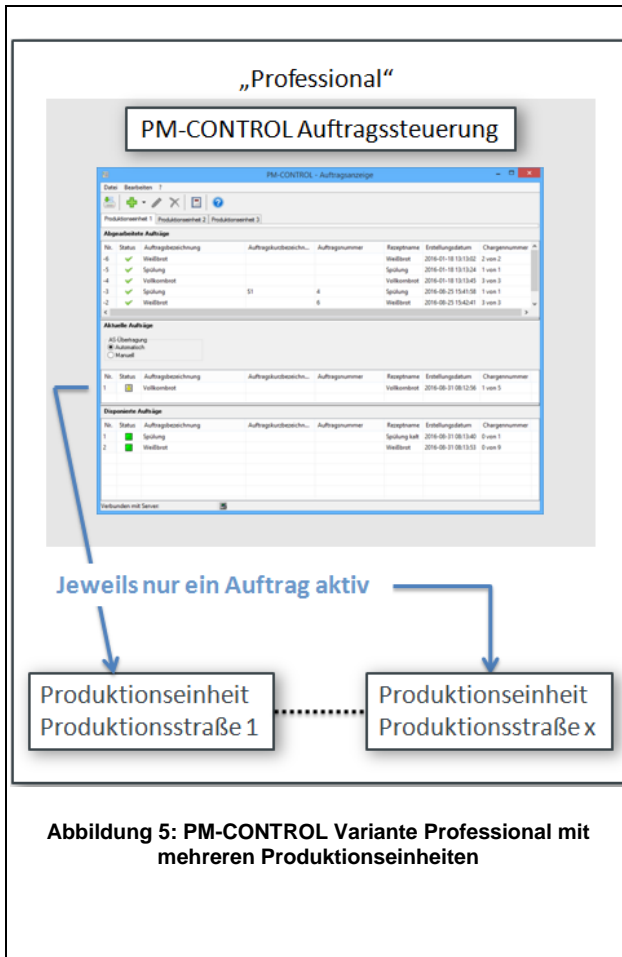 „Professional“
PM-CONTROL Auftragssteuerung
PM-CONTROL - Auftragsanzeige
Datei Bearbeiten ?
Produktionseinheit 1 Produktionseinheit 2 Produktionseinheit 3
Abgearbeitete Aufträge
Nr. Status Auftragsbezeichnung Auftragskurzbezeichn... Auftragsnummer Rezeptname Erstellungsdatum Chargennummer
-6 Weißbrot Weißbrot 2016-01-18 13:13:02 2 von 2
-5 Spülung Spülung 2016-01-18 13:13:24 1 von 1
-4 Vollkornbrot Vollkornbrot 2016-01-18 13:13:45 3 von 3
-3 Spülung S1 4 Spülung 2016-08-25 15:41:58 1 von 1
-2 Weißbrot 6 Weißbrot 2016-08-25 15:42:41 3 von 3
Aktuelle Aufträge
AS Übertragung
Automatisch
Manuell
Nr. Status Auftragsbezeichnung Auftragskurzbezeichn... Auftragsnummer Rezeptname Erstellungsdatum Chargennummer
1 Vollkornbrot Vollkornbrot 2016-08-31 08:12:58 1 von 5
Disponierte Aufträge
Nr. Status Auftragsbezeichnung Auftragskurzbezeichn... Auftragsnummer Rezeptname Erstellungsdatum Chargennummer
1 Spülung Spülung kalt 2016-08-31 08:13:40 0 von 1
2 Weißbrot Weißbrot 2016-08-31 08:13:53 0 von 9
Verbunden mit Server:
Jeweils nur ein Auftrag aktiv
Produktionseinheit
Produktionsstraße 1
Produktionseinheit
Produktionsstraße x
Abbildung 5: PM-CONTROL Variante Professional mit
mehreren Produktionseinheiten